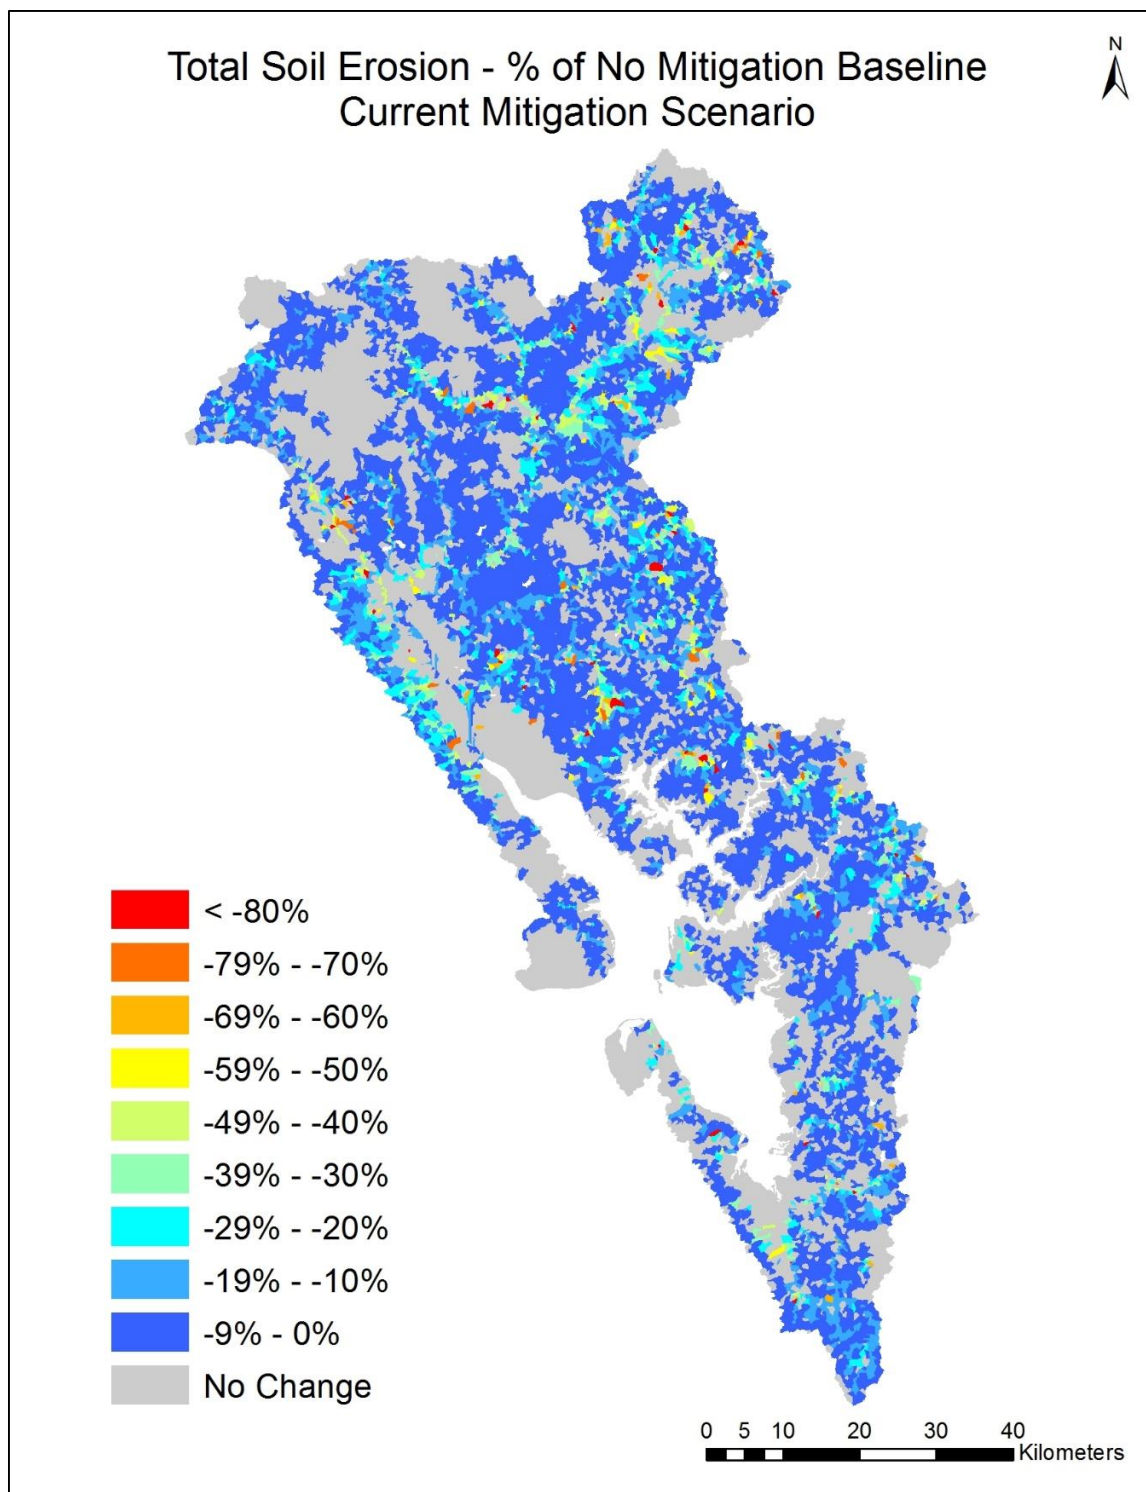 Total Soil Erosion - % of No Mitigation Baseline
Current Mitigation Scenario
N
< -80%
-79% - -70%
-69% - -60%
-59% - -50%
-49% - -40%
-39% - -30%
-29% - -20%
-19% - -10%
-9% - 0%
No Change
0 5 10 20 30 40
Kilometers